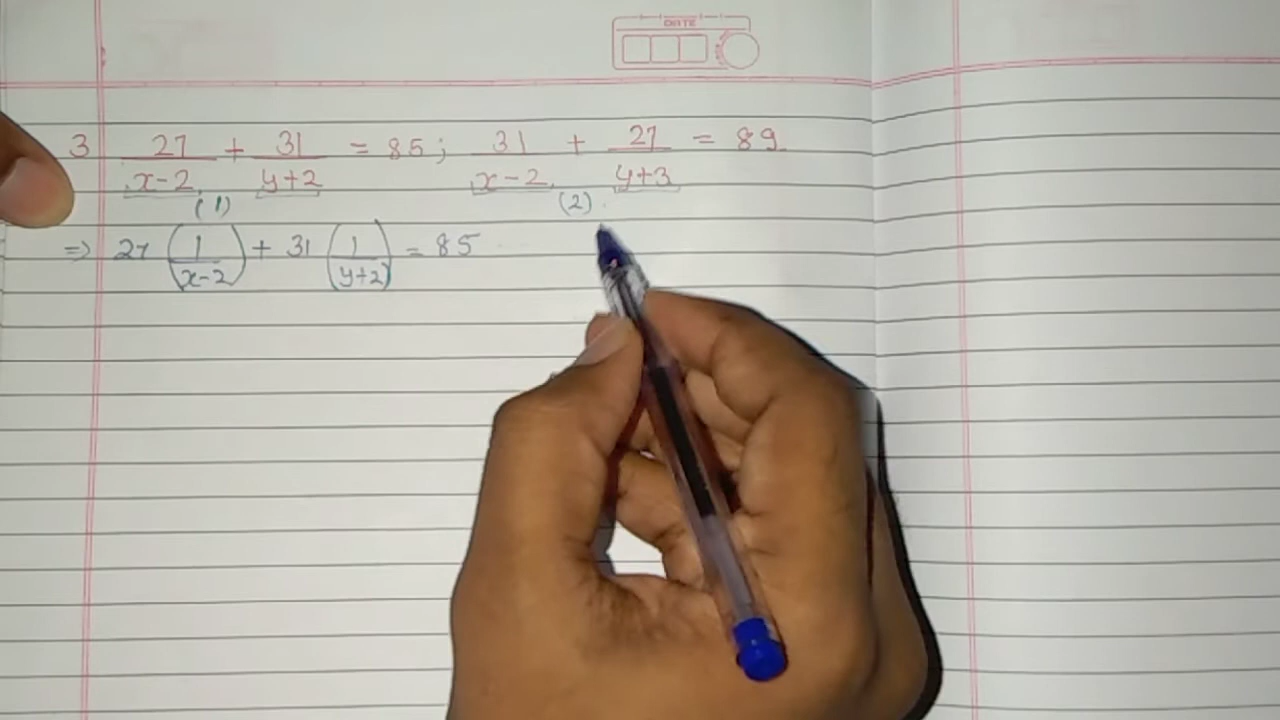 DATE
3 27/(x-2) + 31/(y+2) = 85; 31/(x-2) + 27/(y+3) = 89
(1) (2)
⇒ 27 (1/(x-2)) + 31 (1/(y+2)) = 85